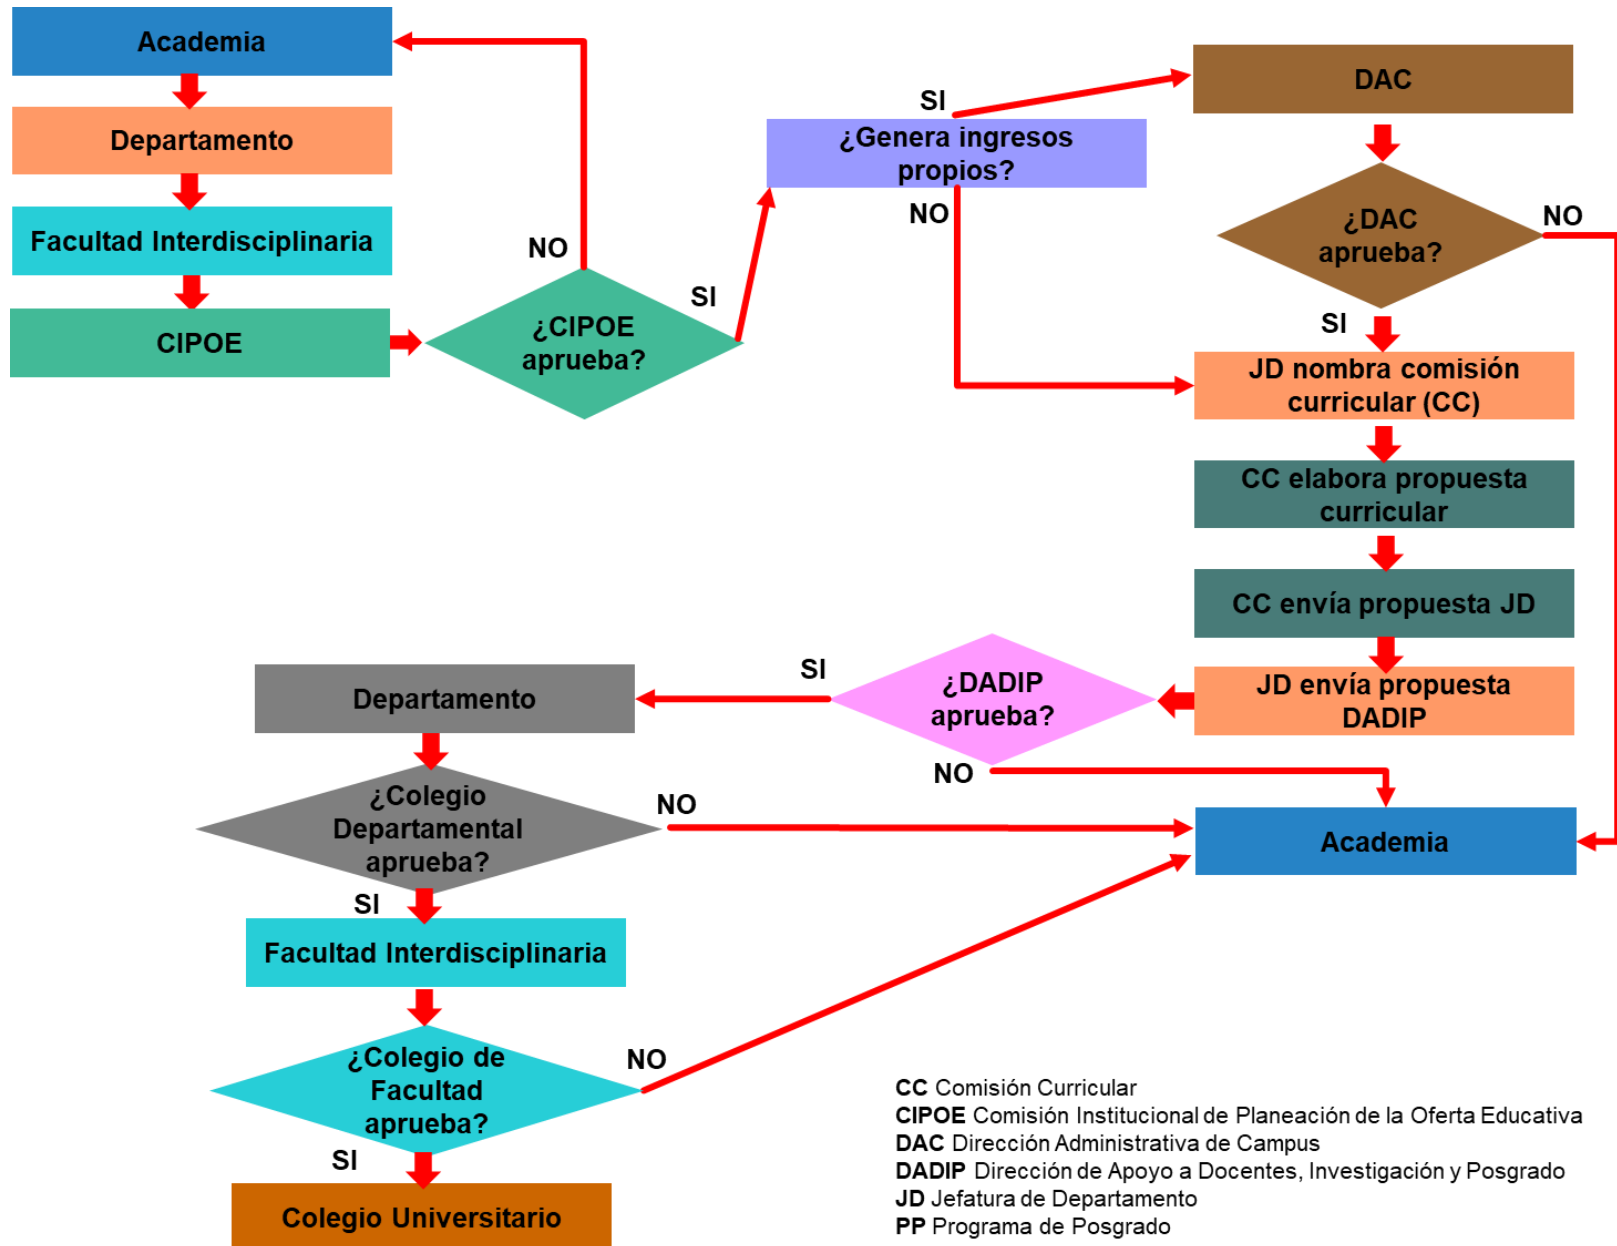 Academia
Departamento
Facultad Interdisciplinaria
CIPOE
¿CIPOE
aprueba?
NO
SI
¿Genera ingresos
propios?
SI
NO
DAC
¿DAC
aprueba?
NO
SI
JD nombra comisión
curricular (CC)
CC elabora propuesta
curricular
CC envía propuesta JD
JD envía propuesta
DADIP
¿DADIP
aprueba?
SI
NO
Academia
Departamento
¿Colegio
Departamental
aprueba?
NO
SI
Facultad Interdisciplinaria
¿Colegio de
Facultad
aprueba?
NO
SI
Colegio Universitario
CC Comisión Curricular
CIPOE Comisión Institucional de Planeación de la Oferta Educativa
DAC Dirección Administrativa de Campus
DADIP Dirección de Apoyo a Docentes, Investigación y Posgrado
JD Jefatura de Departamento
PP Programa de Posgrado